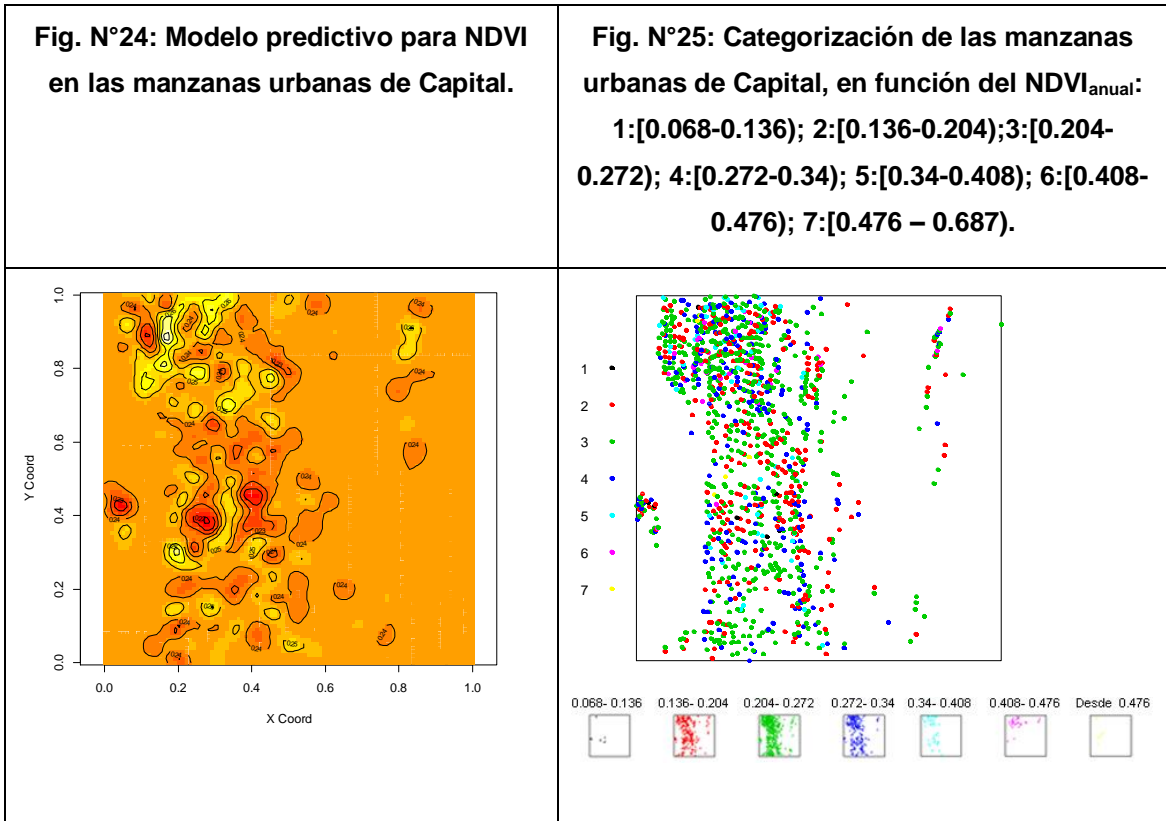 Fig. N°24: Modelo predictivo para NDVI
en las manzanas urbanas de Capital.
Fig. N°25: Categorización de las manzanas
urbanas de Capital, en función del NDVIanual:
1:[0.068-0.136); 2:[0.136-0.204);3:[0.204-
0.272); 4:[0.272-0.34); 5:[0.34-0.408); 6:[0.408-
0.476); 7:[0.476 – 0.687).
Y Coord
1.0
0.8
0.6
0.4
0.2
0.0
0.0 0.2 0.4 0.6 0.8 1.0
X Coord
1
2
3
4
5
6
7
0.068- 0.136 0.136- 0.204 0.204- 0.272 0.272- 0.34 0.34- 0.408 0.408- 0.476 Desde 0.476